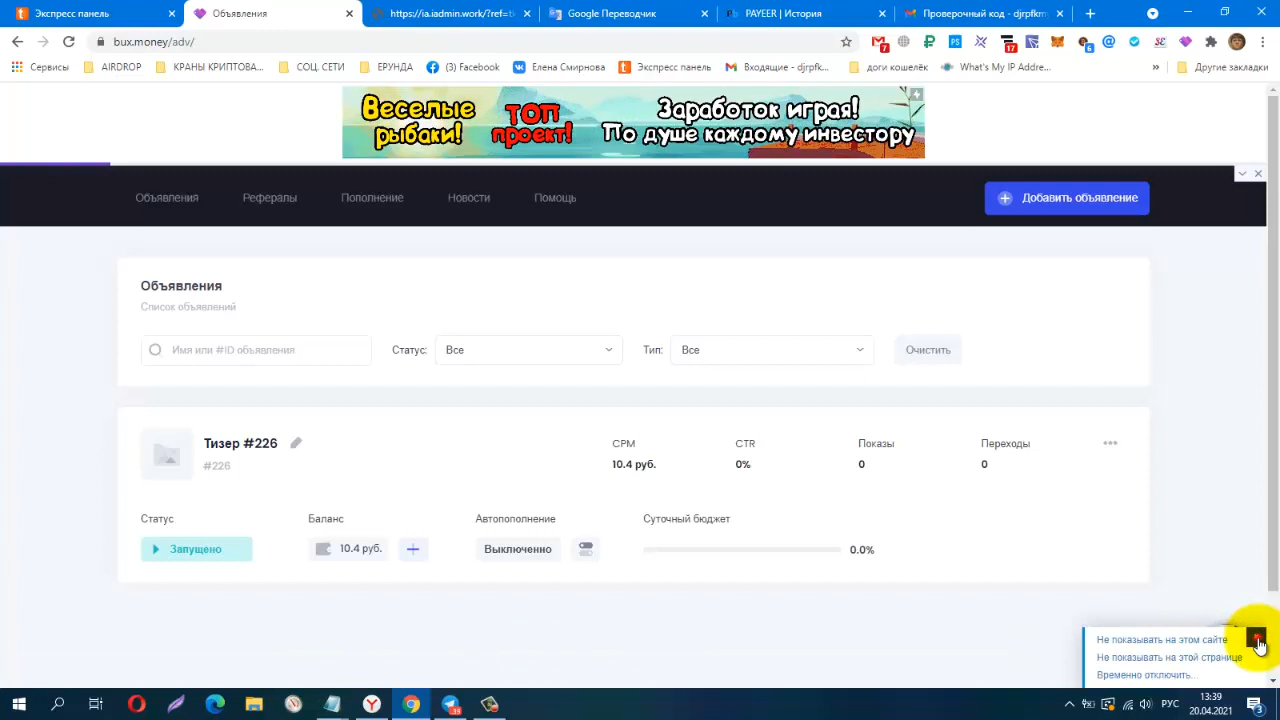 Экспресс панель
Объявления
https://ia.iadmin.work/?ref=t
Google Переводчик
PAYEER | История
Проверочный код - djrpfkm
bux.money/adv/
7
17
6
Сервисы
AIRDROP
КРАНЫ КРИПТОВА...
СОЦ. СЕТИ
ЕРУНДА
(3) Facebook
Елена Смирнова
Экспресс панель
Входящие - djrpfk...
доги кошелёк
What's My IP Addre...
»
Другие закладки
Веселые рыбаки!
ТОП проект!
Заработок играя!
По душе каждому инвестору
Объявления
Рефералы
Пополнение
Новости
Помощь
Добавить объявление
Объявления
Список объявлений
Имя или #ID объявления
Статус:
Все
Тип:
Все
Очистить
Тизер #226
#226
CPM
CTR
Показы
Переходы
10.4 руб.
0%
0
0
Статус
Баланс
Автопополнение
Суточный бюджет
Запущено
10.4 руб.
Выключенно
0.0%
Не показывать на этом сайте
Не показывать на этой странице
Временно отключить...
РУС
13:39
20.04.2021